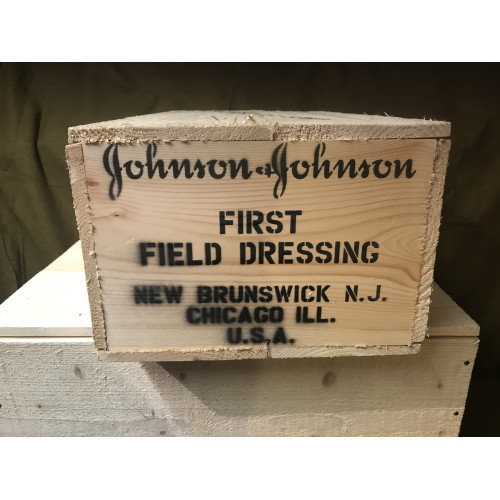 Johnson & Johnson
FIRST
FIELD DRESSING
NEW BRUNSWICK N.J.
CHICAGO ILL.
U.S.A.